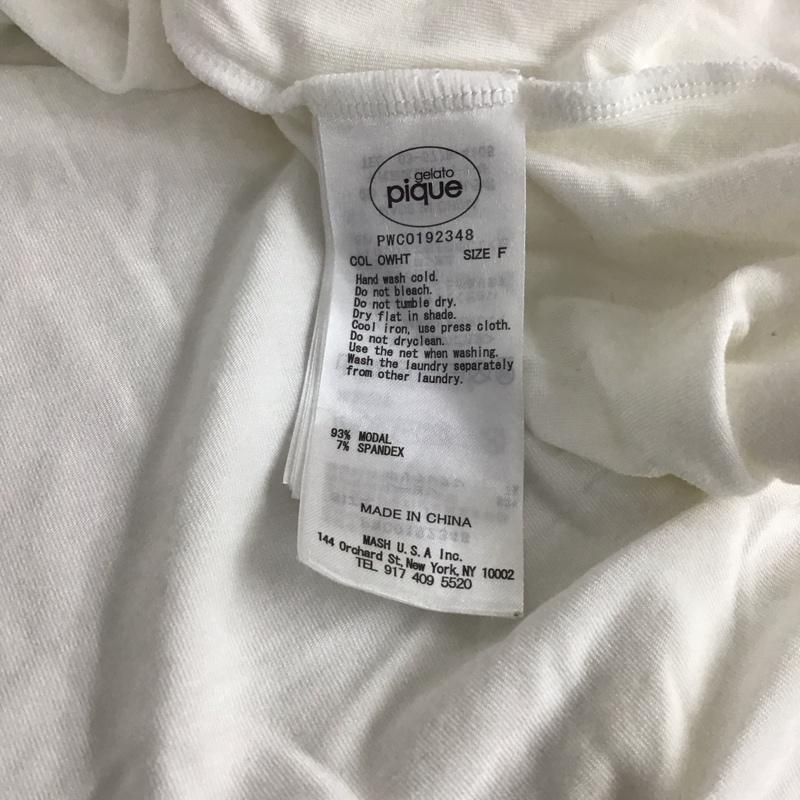 gelato
pique
PWCO192348
COL OWHT SIZE F
Hand wash cold.
Do not bleach.
Do not tumble dry.
Dry flat in shade.
Cool iron, use press cloth.
Do not dryclean.
Use the net when washing.
Wash the laundry separately
from other laundry.
93% MODAL
7% SPANDEX
MADE IN CHINA
MASH U.S.A Inc.
144 Orchard St,New York,NY 10002
TEL 917 409 5520